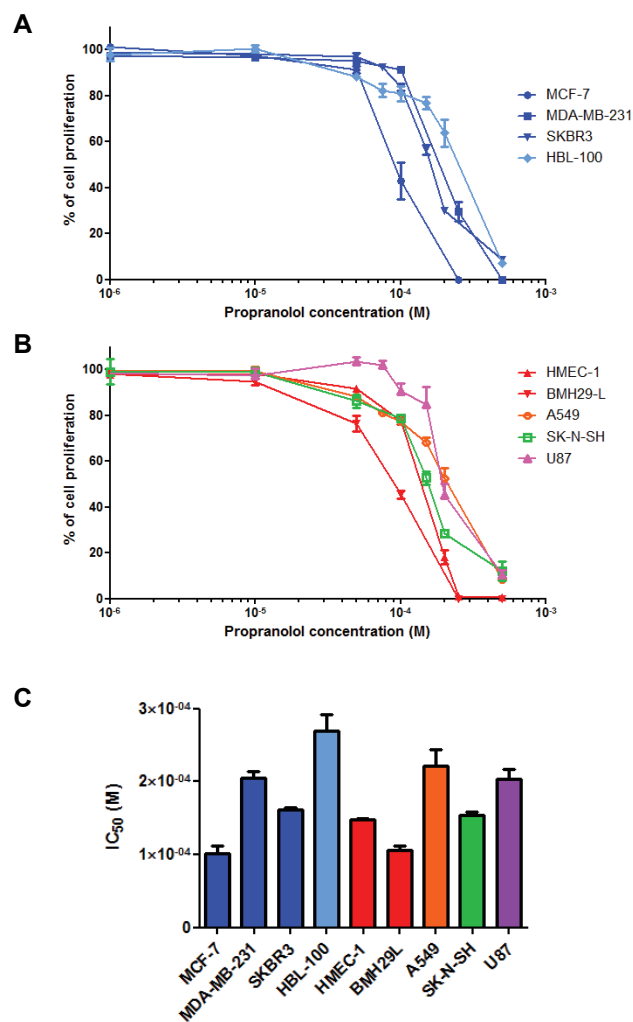 A
% of cell proliferation
100
80
60
40
20
0
10⁻⁶
10⁻⁵
10⁻⁴
10⁻³
Propranolol concentration (M)
MCF-7
MDA-MB-231
SKBR3
HBL-100
B
% of cell proliferation
100
80
60
40
20
0
10⁻⁶
10⁻⁵
10⁻⁴
10⁻³
Propranolol concentration (M)
HMEC-1
BMH29-L
A549
SK-N-SH
U87
C
IC₅₀ (M)
3×10⁻⁰⁴
2×10⁻⁰⁴
1×10⁻⁰⁴
0
MCF-7
MDA-MB-231
SKBR3
HBL-100
HMEC-1
BMH29L
A549
SK-N-SH
U87